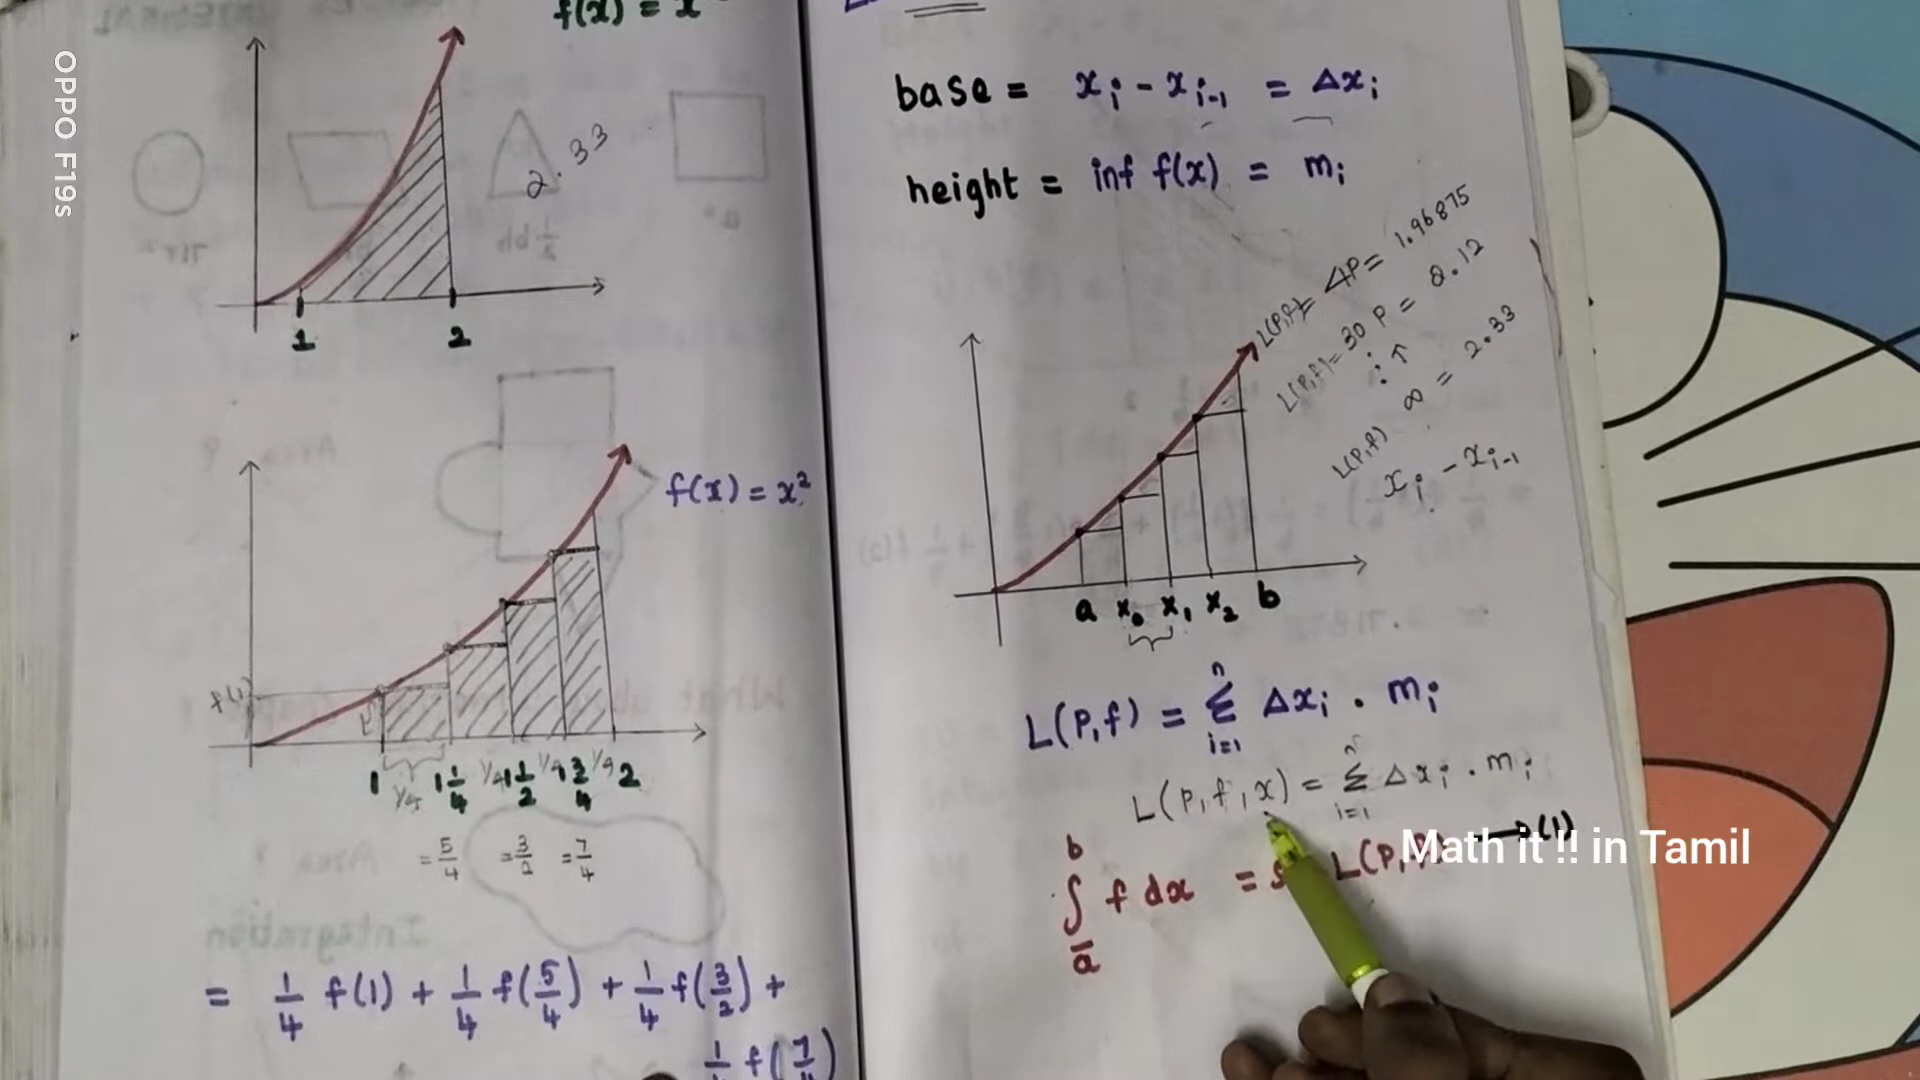 OPPO F19s
f(x) = x
2.33
1
2
f(x) = x²
f(1)
1 1 1/4 1 1/2 1 3/4 2
1/4 1/4 1/4 1/4
= 5/4 = 3/2 = 7/4
= 1/4 f(1) + 1/4 f(5/4) + 1/4 f(3/2) +
1/4 f(7/4)
base = xᵢ - xᵢ₋₁ = Δxᵢ
height = inf f(x) = mᵢ
L(P,f) = 4P = 1.96875
L(P,f) = 30 P = 2.12
L(P,f) ∞ = 2.33
xᵢ - xᵢ₋₁
a x₀ x₁ x₂ b
L(P,f) = Σ Δxᵢ . mᵢ
n
i=1
L(P,f,x) = Σ Δxᵢ . mᵢ
n
i=1
∫ f dx = L(P,f) → (1)
b
a
Math it !! in Tamil